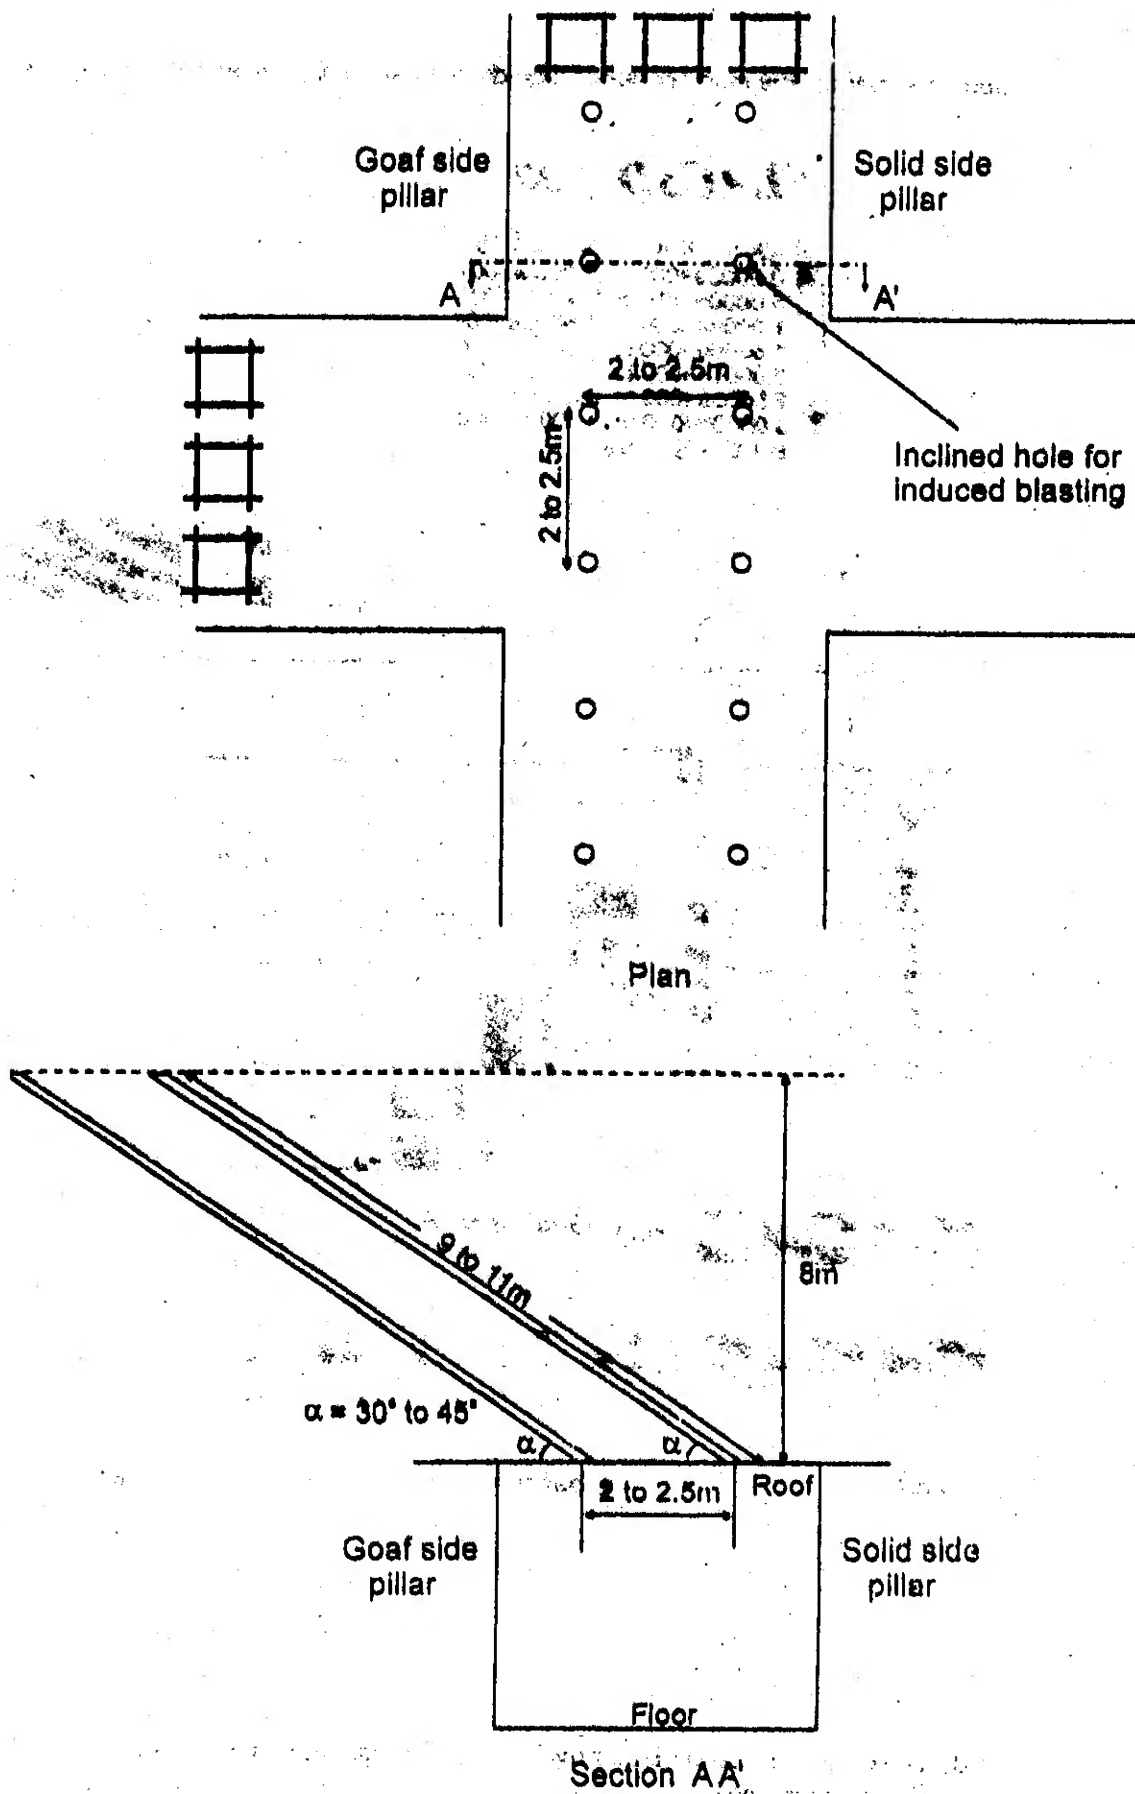 Goaf side
pillar
Solid side
pillar
A
A'
2 to 2.5m
2 to 2.5m
Inclined hole for
induced blasting
Plan
9 to 11m
8m
α = 30° to 45°
α
α
Roof
2 to 2.5m
Goaf side
pillar
Solid side
pillar
Floor
Section AA'